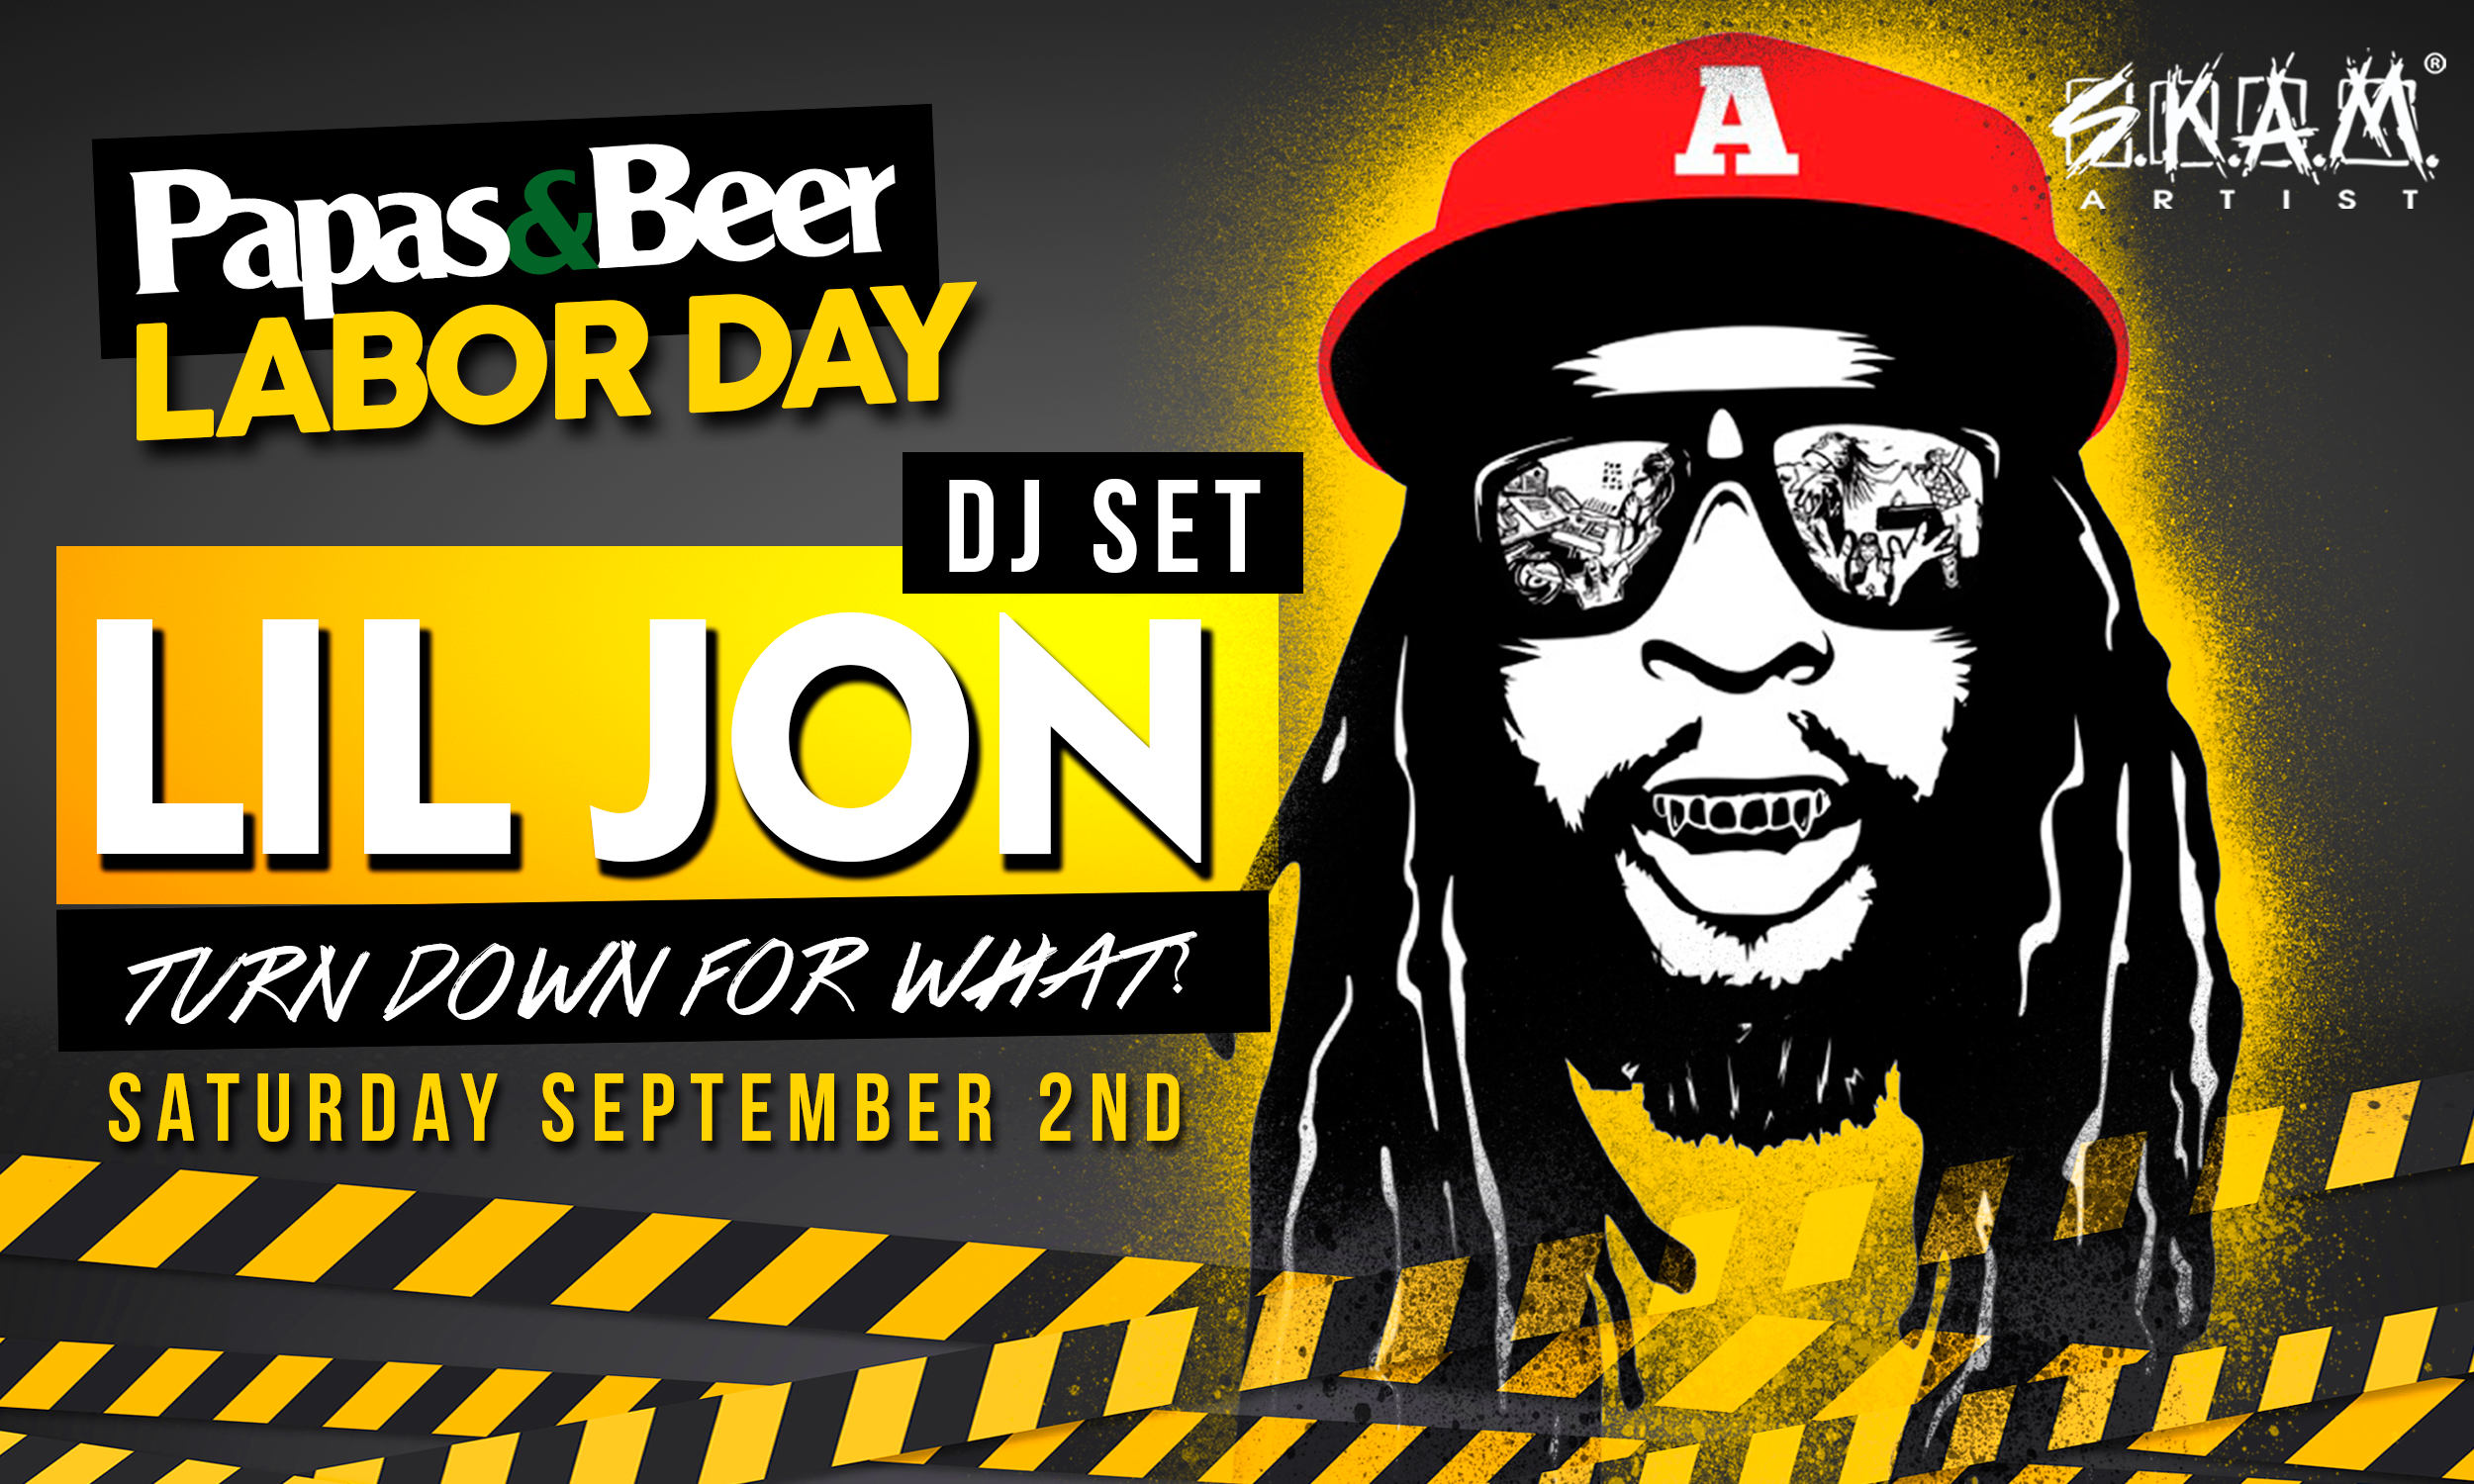 Papas&Beer
LABOR DAY
DJ SET
LIL JON
TURN DOWN FOR WHAT?
SATURDAY SEPTEMBER 2ND
A
S.K.A.M.®
ARTIST